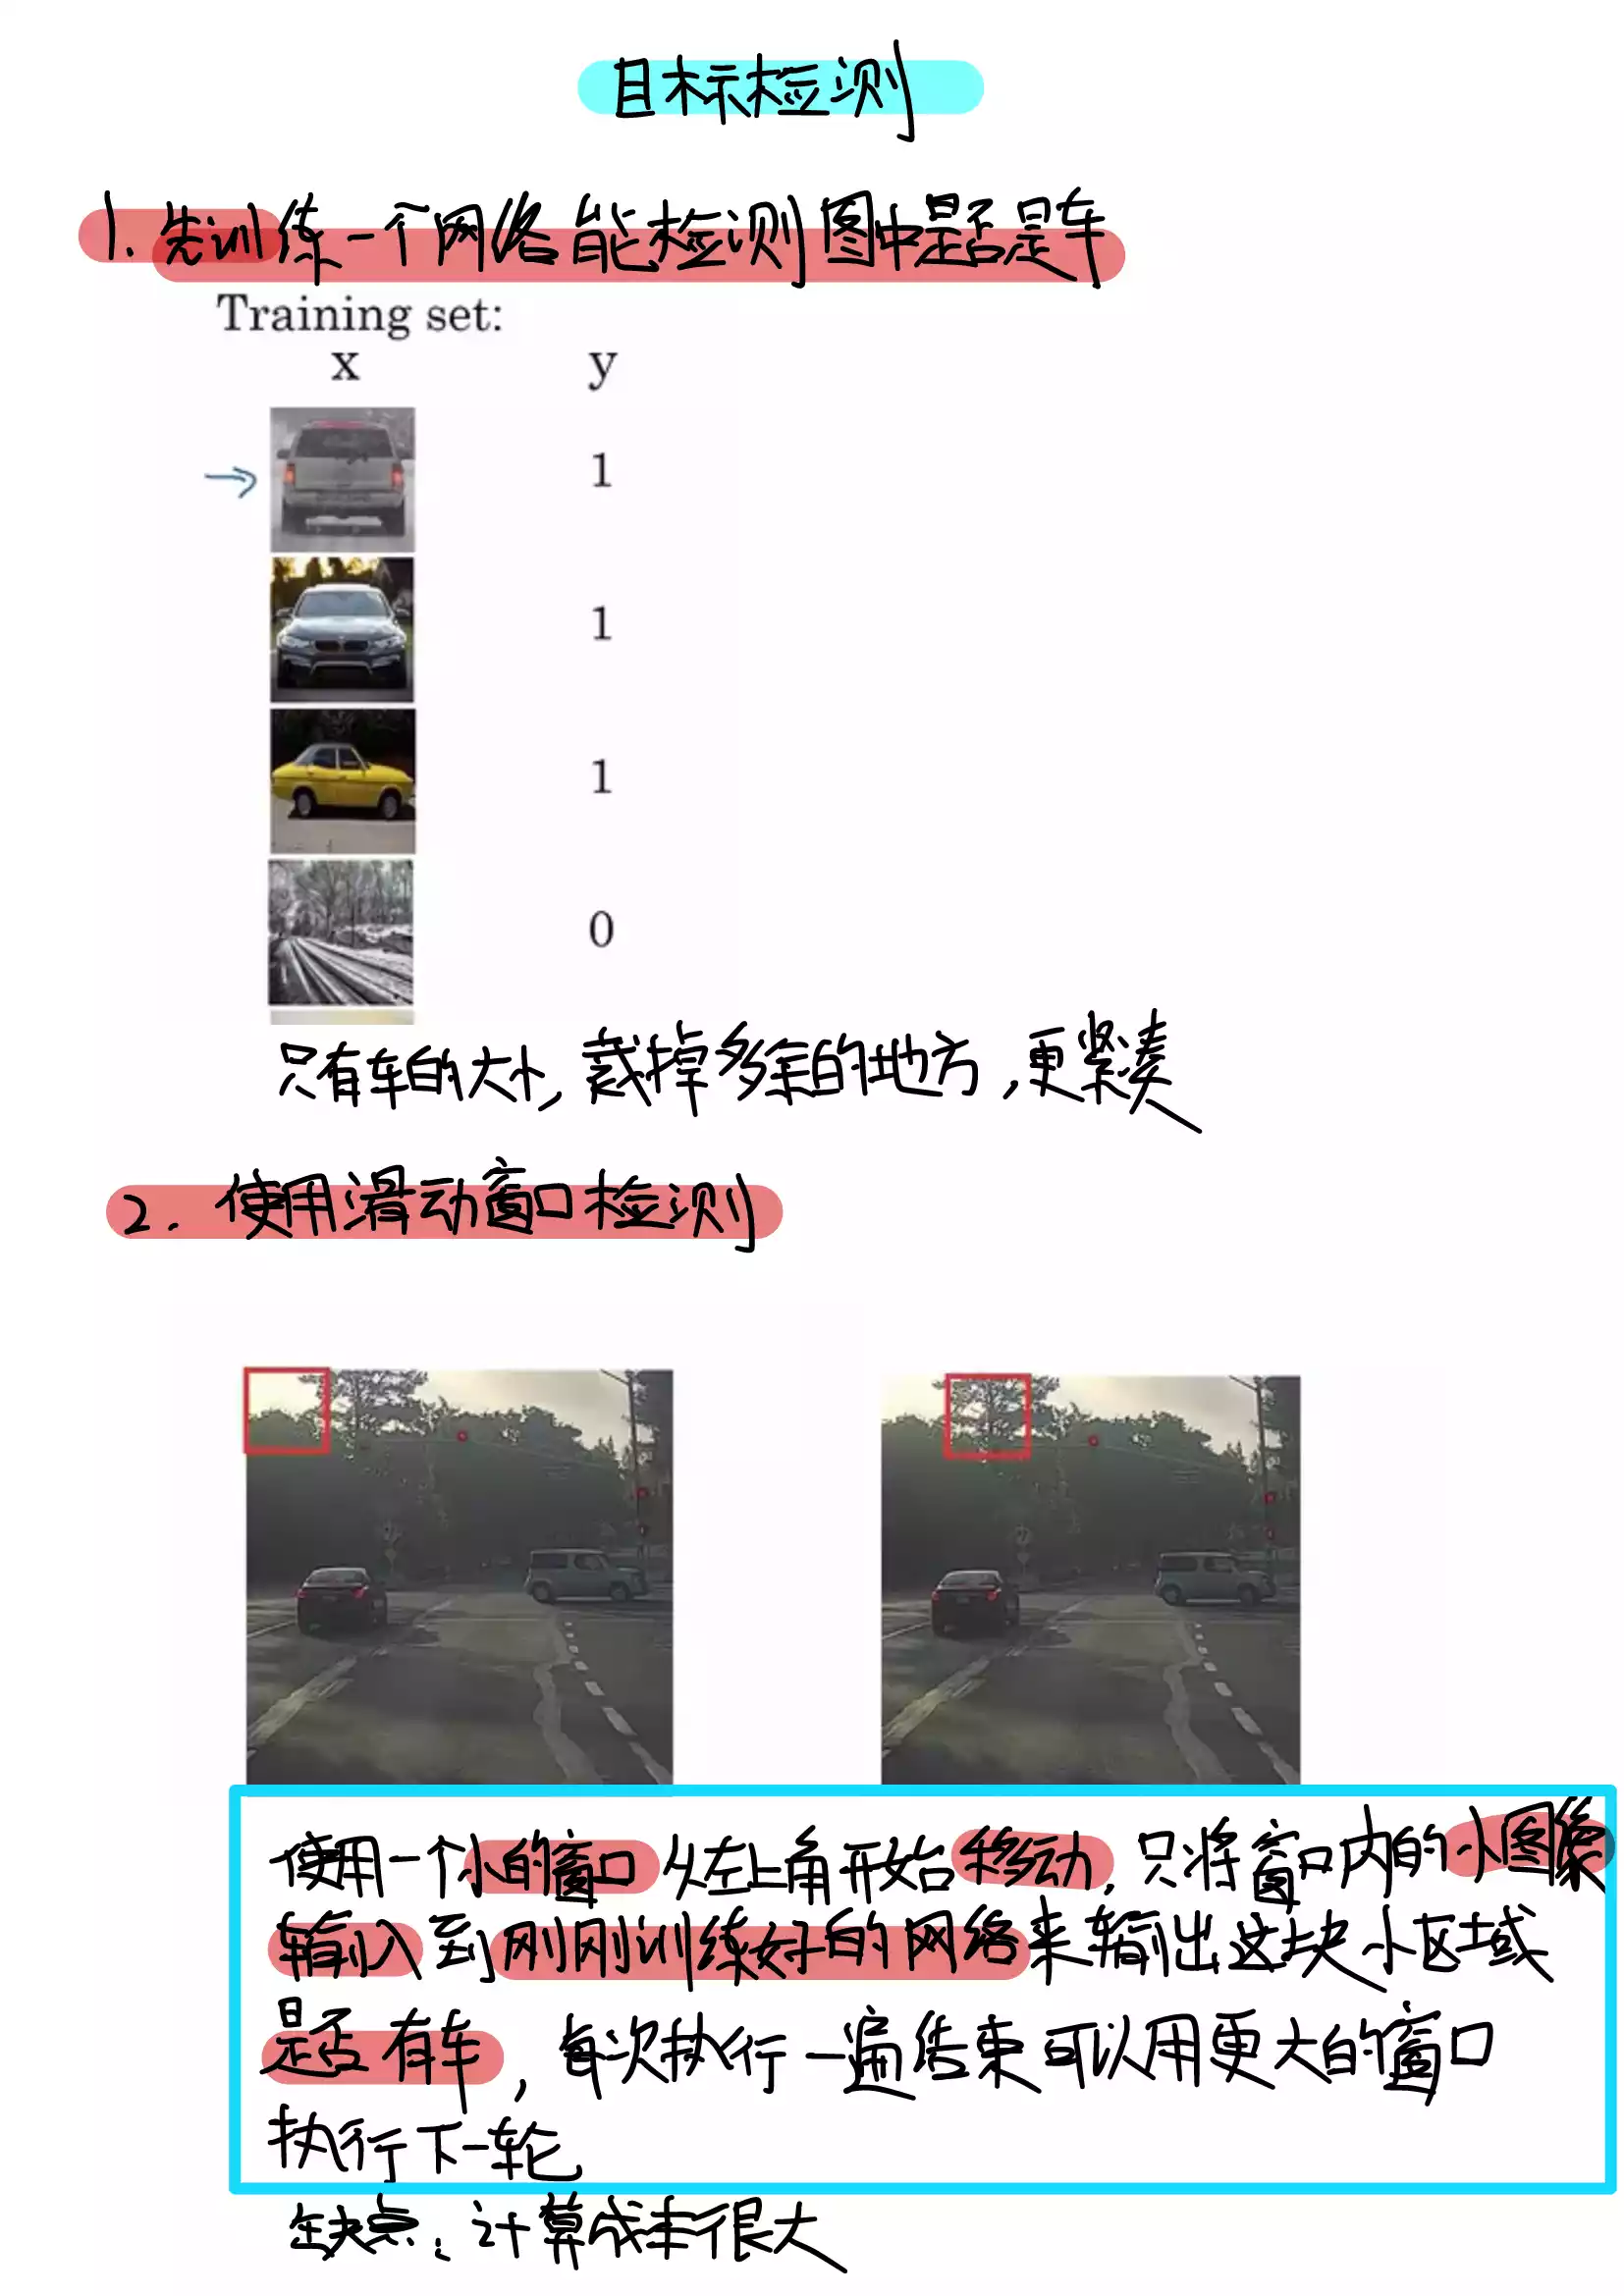 目标检测
1. 先训练一个网络能检测图中是否是车
Training set:
x y
1
1
1
0
只有车的大小, 裁掉多余的地方, 更紧凑
2. 使用滑动窗口检测
使用一个小的窗口从左上角开始移动, 只将窗口内的小图像
输入到刚刚训练好的网络来输出这块小区域
是否有车, 每次执行一遍结束可以用更大的窗口
执行下一轮
缺点: 计算成本很大